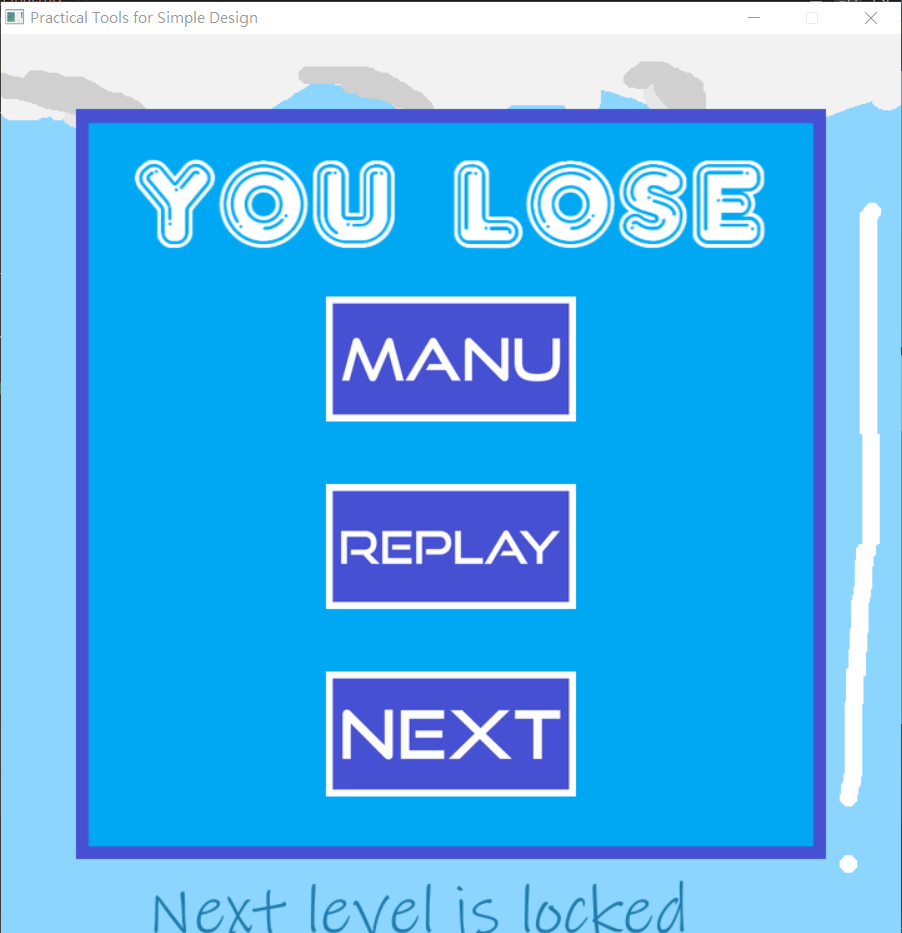 Practical Tools for Simple Design
YOU LOSE
MANU
REPLAY
NEXT
Next level is locked